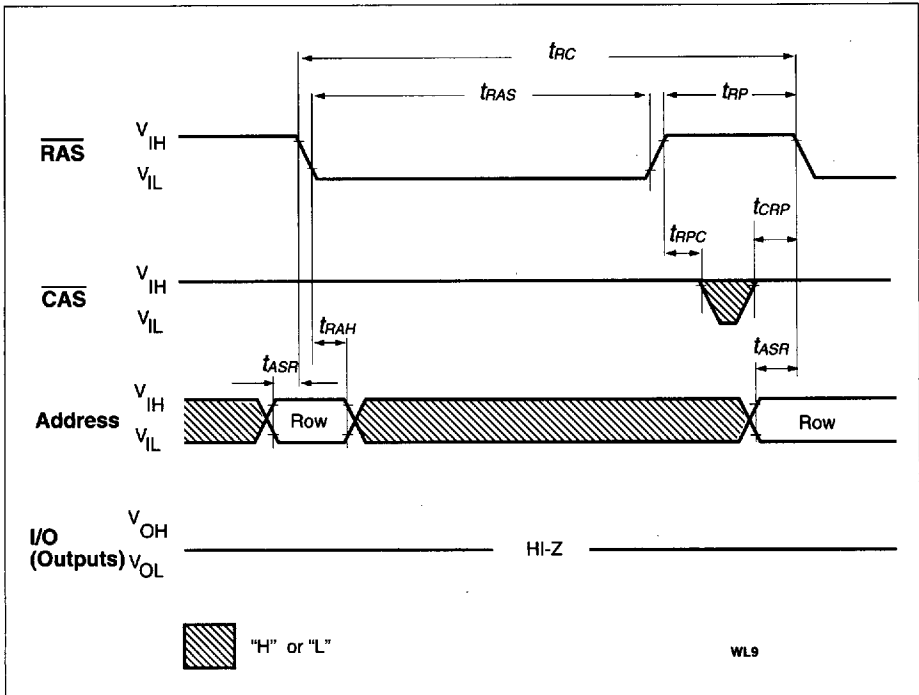 tRC
tRAS
tRP
RAS
VIH
VIL
tCRP
tRPC
CAS
VIH
VIL
tRAH
tASR
tASR
Address
VIH
VIL
Row
Row
I/O
(Outputs)
VOH
VOL
HI-Z
"H" or "L"
WL9